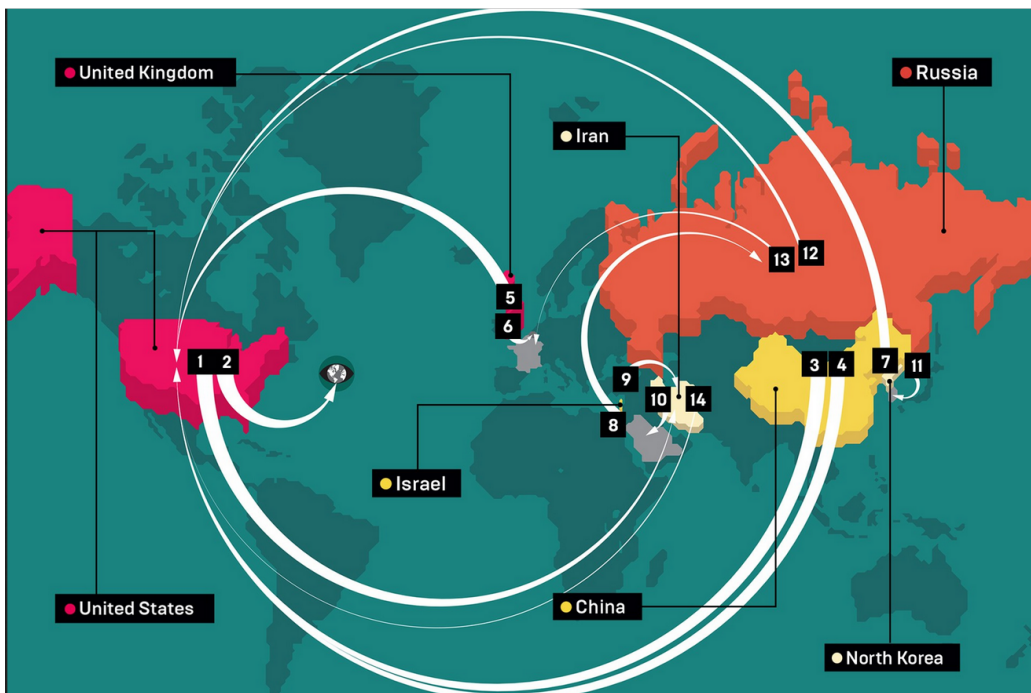 United Kingdom
Russia
Iran
13
12
5
6
1
2
9
10
14
3
4
7
11
8
Israel
United States
China
North Korea